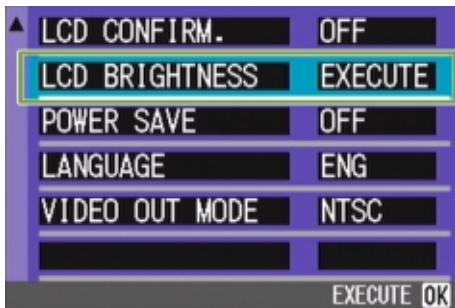 LCD CONFIRM. OFF
LCD BRIGHTNESS EXECUTE
POWER SAVE OFF
LANGUAGE ENG
VIDEO OUT MODE NTSC
EXECUTE OK